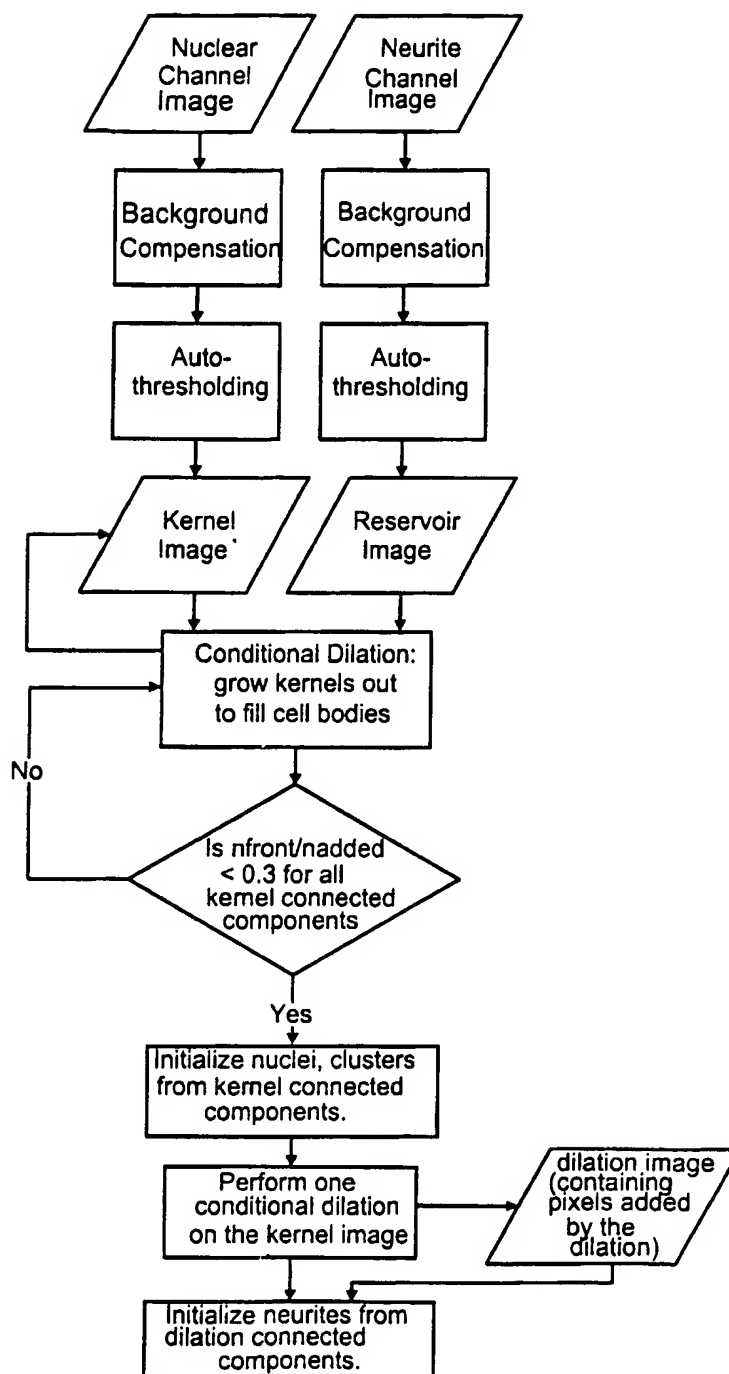 Nuclear
Channel
Image
Neurite
Channel
Image
Background
Compensation
Background
Compensation
Auto-
thresholding
Auto-
thresholding
Kernel
Image
Reservoir
Image
Conditional Dilation:
grow kernels out
to fill cell bodies
No
Is nfront/nadded
< 0.3 for all
kernel connected
components
Yes
Initialize nuclei, clusters
from kernel connected
components.
Perform one
conditional dilation
on the kernel image
dilation image
(containing
pixels added
by the
dilation)
Initialize neurites from
dilation connected
components.